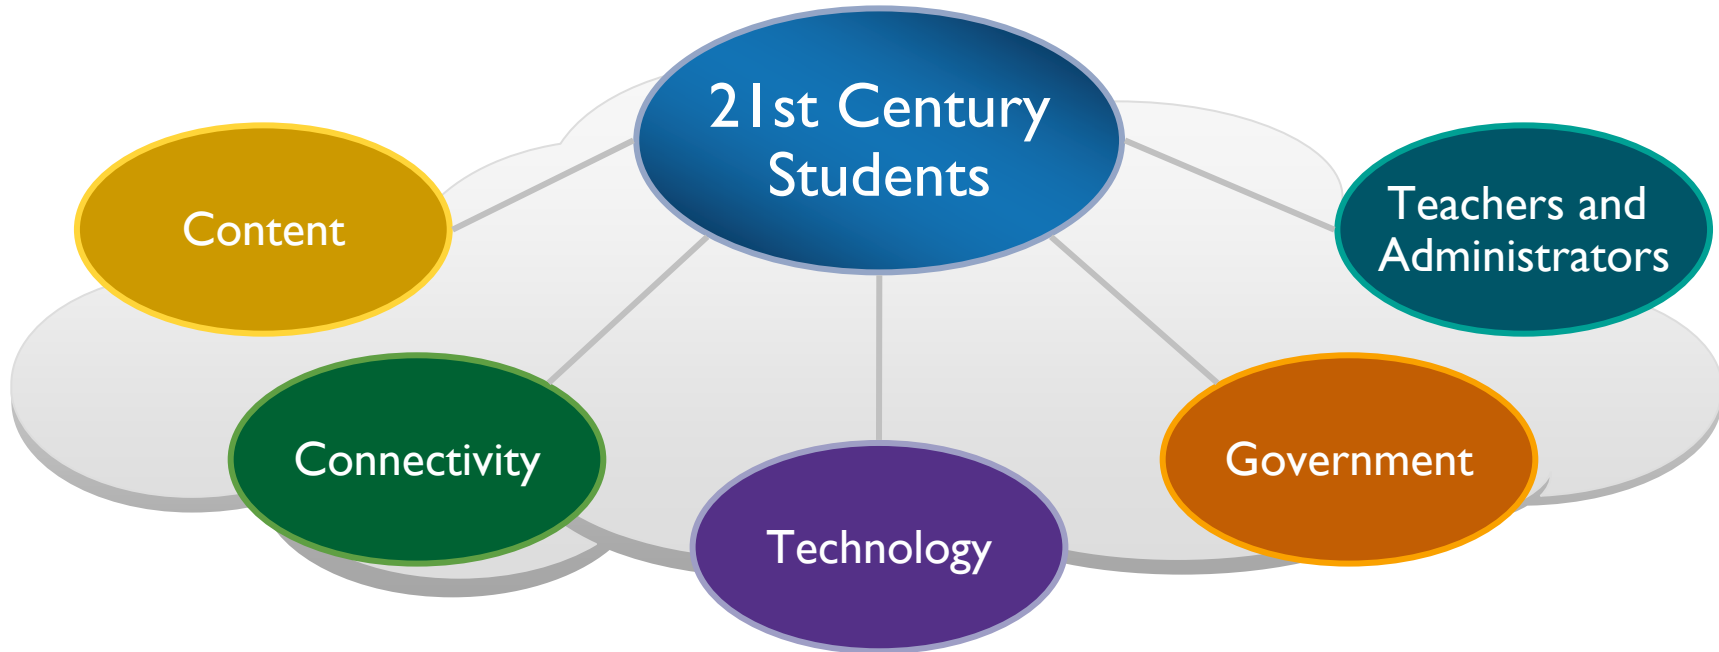 21st Century
Students
Content
Teachers and
Administrators
Connectivity
Government
Technology